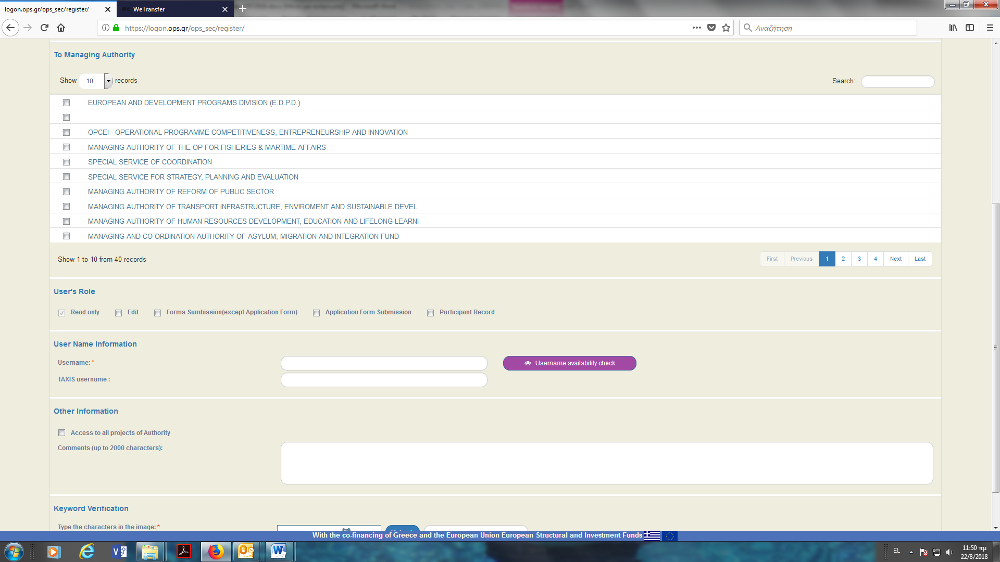 logon.ops.gr/ops_sec/register/
WeTransfer
https://logon.ops.gr/ops_sec/register/
Αναζήτηση
To Managing Authority
Show 10 records
Search:
EUROPEAN AND DEVELOPMENT PROGRAMS DIVISION (E.D.P.D.)
OPCEI - OPERATIONAL PROGRAMME COMPETITIVENESS, ENTREPRENEURSHIP AND INNOVATION
MANAGING AUTHORITY OF THE OP FOR FISHERIES & MARTIME AFFAIRS
SPECIAL SERVICE OF COORDINATION
SPECIAL SERVICE FOR STRATEGY, PLANNING AND EVALUATION
MANAGING AUTHORITY OF REFORM OF PUBLIC SECTOR
MANAGING AUTHORITY OF TRANSPORT INFRASTRUCTURE, ENVIROMENT AND SUSTAINABLE DEVEL
MANAGING AUTHORITY OF HUMAN RESOURCES DEVELOPMENT, EDUCATION AND LIFELONG LEARNI
MANAGING AND CO-ORDINATION AUTHORITY OF ASYLUM, MIGRATION AND INTEGRATION FUND
Show 1 to 10 from 40 records
First Previous 1 2 3 4 Next Last
User's Role
Read only Edit Forms Sumbission(except Application Form) Application Form Submission Participant Record
User Name Information
Username: *
Username availability check
TAXIS username :
Other Information
Access to all projects of Authority
Comments (up to 2000 characters):
Keyword Verification
Type the characters in the image: *
With the co-financing of Greece and the European Union European Structural and Investment Funds
EL
11:50 πμ
22/8/2018